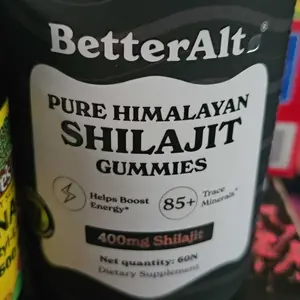 BetterAlt
PURE HIMALAYAN
SHILAJIT
GUMMIES
Helps Boost
Energy*
85+
Trace
Minerals*
400mg Shilajit
Net quantity: 60N
Dietary Supplement